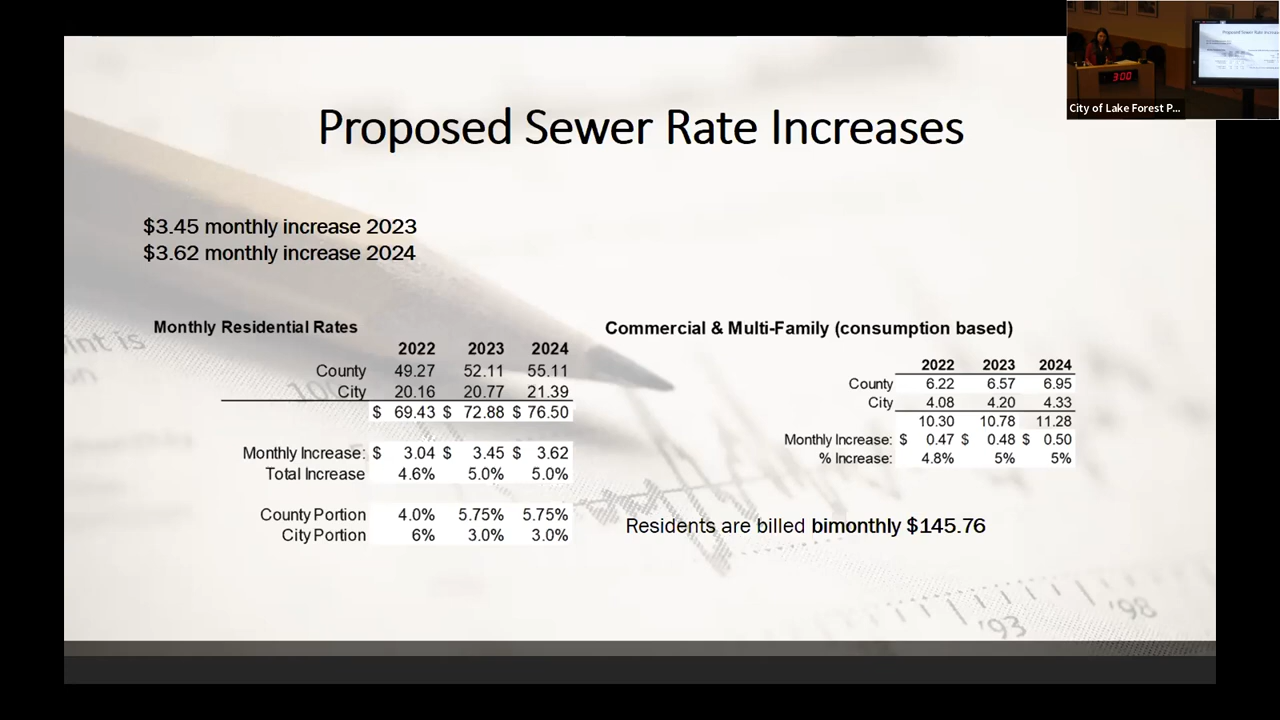 Proposed Sewer Rate Increases
$3.45 monthly increase 2023
$3.62 monthly increase 2024
Monthly Residential Rates
2022 2023 2024
County 49.27 52.11 55.11
City 20.16 20.77 21.39
$ 69.43 $ 72.88 $ 76.50
Monthly Increase: $ 3.04 $ 3.45 $ 3.62
Total Increase 4.6% 5.0% 5.0%
County Portion 4.0% 5.75% 5.75%
City Portion 6% 3.0% 3.0%
Commercial & Multi-Family (consumption based)
2022 2023 2024
County 6.22 6.57 6.95
City 4.08 4.20 4.33
10.30 10.78 11.28
Monthly Increase: $ 0.47 $ 0.48 $ 0.50
% Increase: 4.8% 5% 5%
Residents are billed bimonthly $145.76
'93 '98
3:00
City of Lake Forest P...